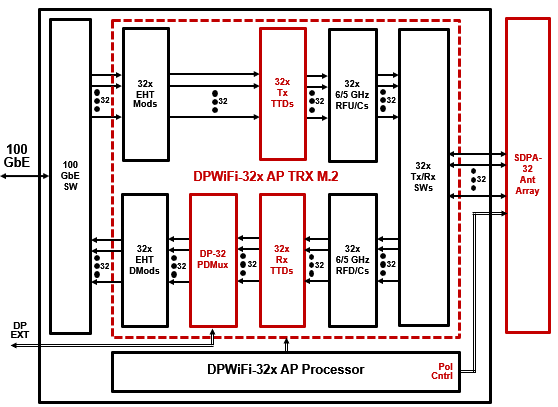 100
GbE
100
GbE
SW
32
32x
EHT
Mods
32
32x
Tx
TTDs
32
32x
6/5 GHz
RFU/Cs
32
32x
Tx/Rx
SWs
32
SDPA-
32
Ant
Array
DPWiFi-32x AP TRX M.2
32
32x
EHT
DMods
32
DP-32
PDMux
32
32x
Rx
TTDs
32
32x
6/5 GHz
RFD/Cs
32
DP
EXT
DPWiFi-32x AP Processor
Pol
Cntrl